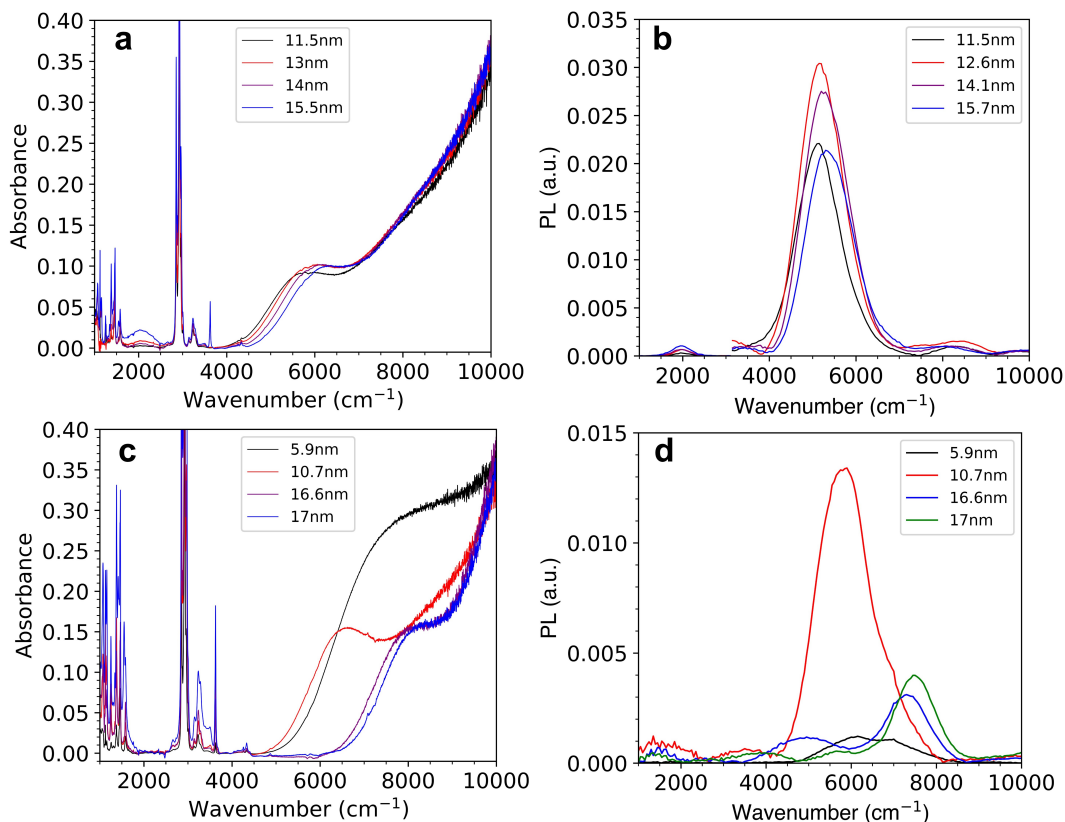 a
11.5nm
13nm
14nm
15.5nm
0.40
0.35
0.30
0.25
0.20
0.15
0.10
0.05
0.00
Absorbance
2000
4000
6000
8000
10000
Wavenumber (cm⁻¹)
b
11.5nm
12.6nm
14.1nm
15.7nm
0.035
0.030
0.025
0.020
0.015
0.010
0.005
0.000
PL (a.u.)
2000
4000
6000
8000
10000
Wavenumber (cm⁻¹)
c
5.9nm
10.7nm
16.6nm
17nm
0.40
0.35
0.30
0.25
0.20
0.15
0.10
0.05
0.00
Absorbance
2000
4000
6000
8000
10000
Wavenumber (cm⁻¹)
d
5.9nm
10.7nm
16.6nm
17nm
0.015
0.010
0.005
0.000
PL (a.u.)
2000
4000
6000
8000
10000
Wavenumber (cm⁻¹)